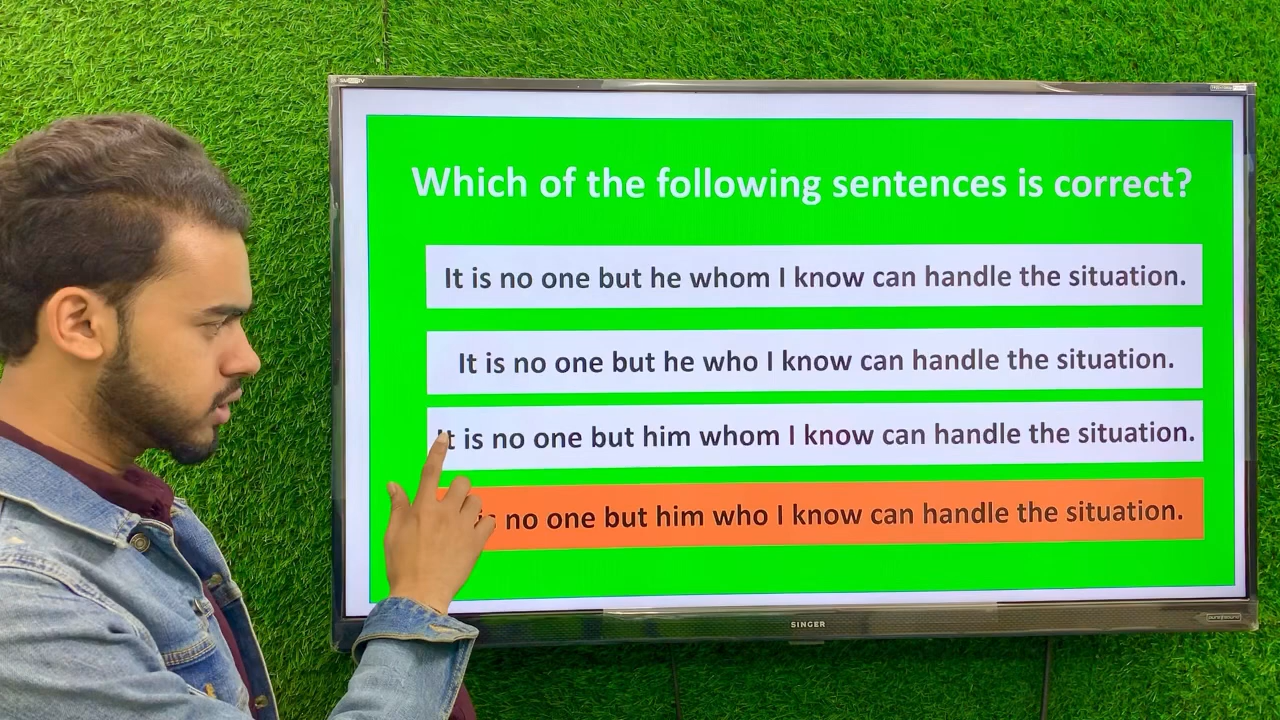 Which of the following sentences is correct?
It is no one but he whom I know can handle the situation.
It is no one but he who I know can handle the situation.
It is no one but him whom I know can handle the situation.
no one but him who I know can handle the situation.
SINGER